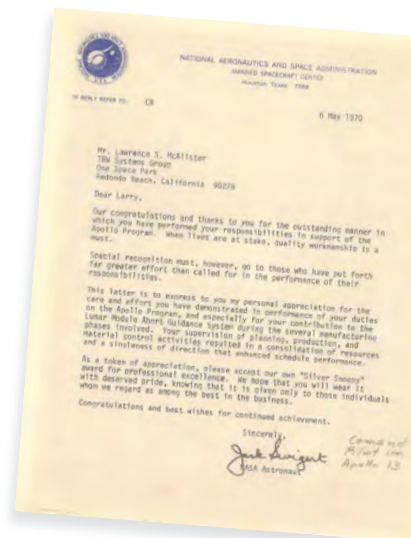 NATIONAL AERONAUTICS AND SPACE ADMINISTRATION
MANNED SPACECRAFT CENTER
HOUSTON, TEXAS 77058
IN REPLY REFER TO: CB
6 May 1970
Mr. Lawrence S. McAlister
TRW Systems Group
One Space Park
Redondo Beach, California 90278
Dear Larry,
Our congratulations and thanks to you for the outstanding manner in
which you have performed your responsibilities in support of the
Apollo Program. When lives are at stake, quality workmanship is a
must.
Special recognition must, however, go to those who have put forth
far greater effort than called for in the performance of their
responsibilities.
This letter is to express to you my personal appreciation for the
care and effort you have demonstrated in performance of your duties
on the Apollo Program, and especially for your contribution to the
Lunar Module Abort Guidance System during the several manufacturing
phases involved. Your supervision of planning, production, and
material control activities resulted in a consolidation of resources
and a singleness of direction that enhanced schedule performance.
As a token of appreciation, please accept our own "Silver Snoopy"
award for professional excellence. We hope that you will wear it
with deserved pride, knowing that it is given only to those individuals
whom we regard as among the best in the business.
Congratulations and best wishes for continued achievement.
Sincerely,
Jack Swigert
NASA Astronaut
Command
Pilot on
Apollo 13